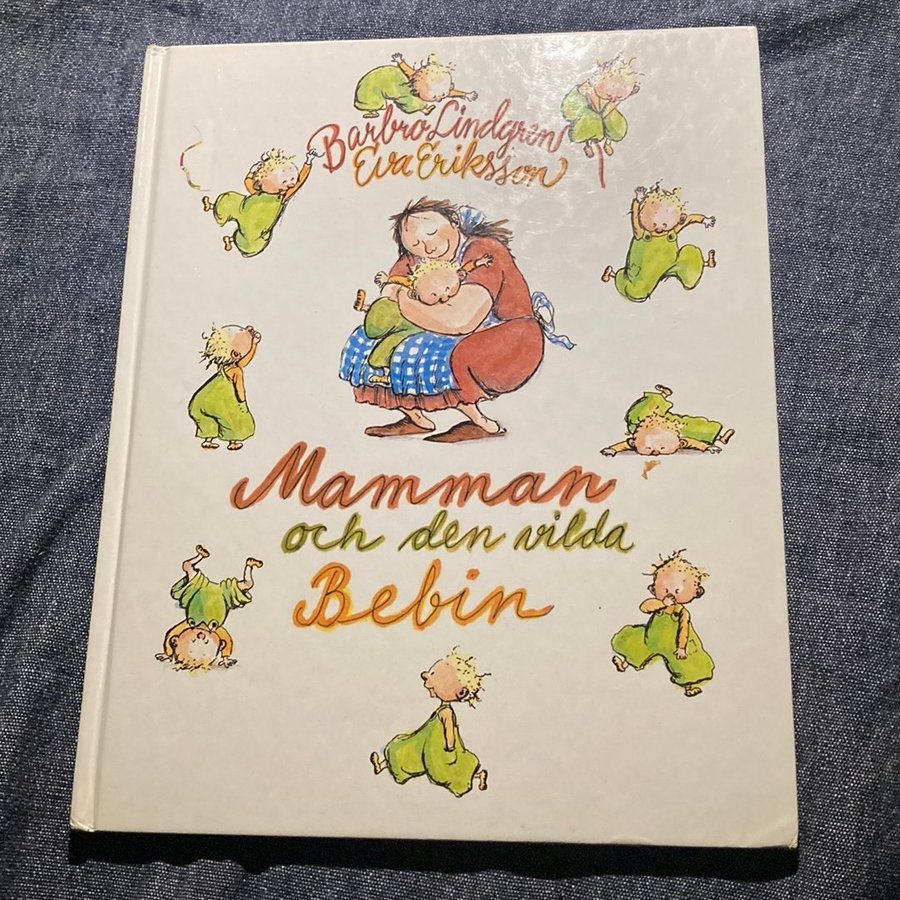 Barbro Lindgren
Eva Eriksson
Mamman
och den vilda
Bebin